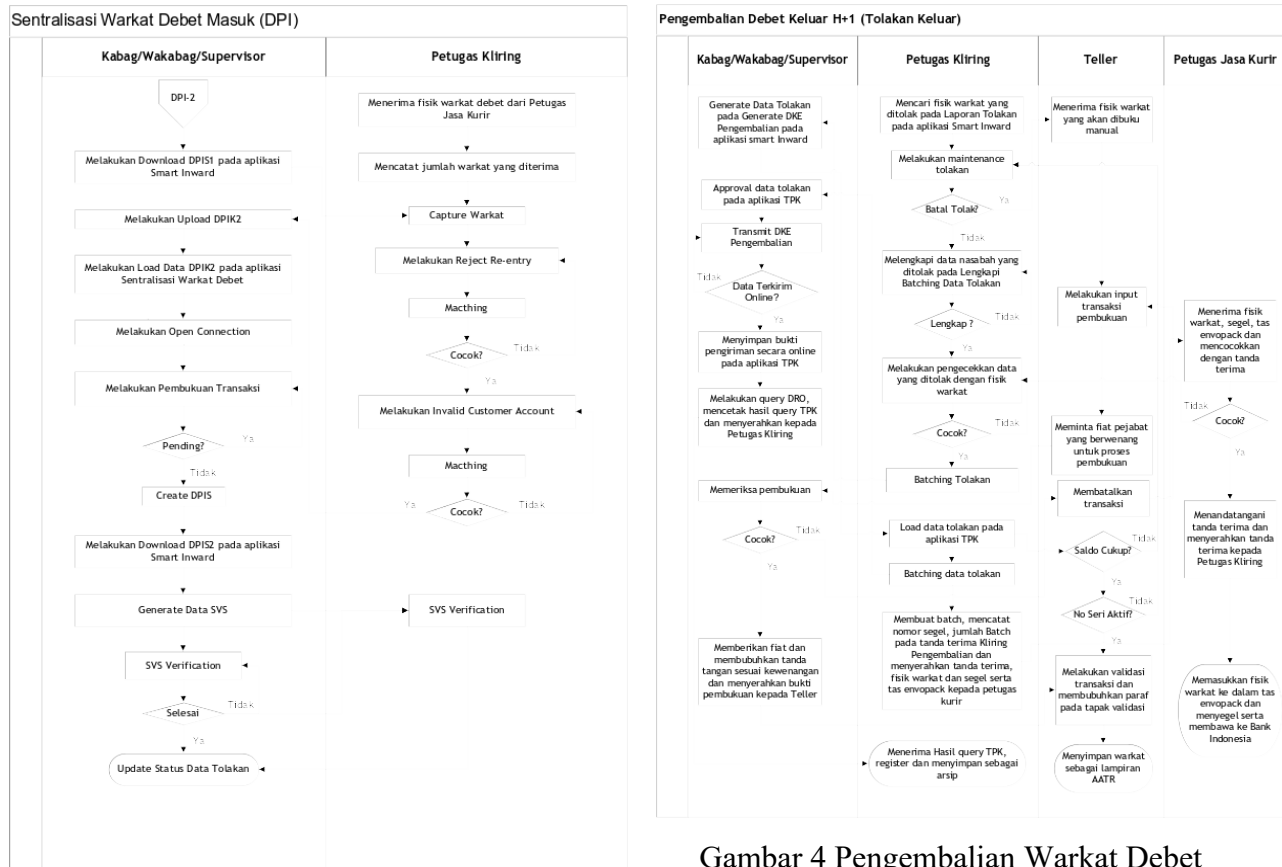 Sentralisasi Warkat Debet Masuk (DPI)
Kabag/Wakabag/Supervisor
Petugas Kliring
DPI-2
Melakukan Download DPIS1 pada aplikasi
Smart Inward
Melakukan Upload DPIK2
Melakukan Load Data DPIK2 pada aplikasi
Sentralisasi Warkat Debet
Melakukan Open Connection
Melakukan Pembukuan Transaksi
Pending?
Ya
Tidak
Create DPIS
Melakukan Download DPIS2 pada aplikasi
Smart Inward
Generate Data SVS
SVS Verification
Selesai
Tidak
Ya
Update Status Data Tolakan
Menerima fisik warkat debet dari Petugas
Jasa Kurir
Mencatat jumlah warkat yang diterima
Capture Warkat
Melakukan Reject Re-entry
Macthing
Cocok?
Tidak
Ya
Melakukan Invalid Customer Account
Macthing
Ya
Cocok?
Tidak
SVS Verification
Pengembalian Debet Keluar H+1 (Tolakan Keluar)
Kabag/Wakabag/Supervisor
Petugas Kliring
Teller
Petugas Jasa Kurir
Generate Data Tolakan
pada Generate DKE
Pengembalian pada
aplikasi smart Inward
Approval data tolakan
pada aplikasi TPK
Transmit DKE
Pengembalian
Tidak
Data Terkirim
Online?
Ya
Menyimpan bukti
pengiriman secara online
pada aplikasi TPK
Melakukan query DRO,
mencetak hasil query TPK
dan menyerahkan kepada
Petugas Kliring
Memeriksa pembukuan
Cocok?
Tidak
Ya
Memberikan fiat dan
membubuhkan tanda
tangan sesuai kewenangan
dan menyerahkan bukti
pembukuan kepada Teller
Mencari fisik warkat yang
ditolak pada Laporan Tolakan
pada aplikasi Smart Inward
Melakukan maintenance
tolakan
Batal Tolak?
Ya
Tidak
Melengkapi data nasabah yang
ditolak pada Lengkapi
Batching Data Tolakan
Lengkap ?
Tidak
Ya
Melakukan pengecekkan data
yang ditolak dengan fisik
warkat
Cocok?
Tidak
Ya
Batching Tolakan
Load data tolakan pada
aplikasi TPK
Batching data tolakan
Membuat batch, mencatat
nomor segel, jumlah Batch
pada tanda terima Kliring
Pengembalian dan
menyerahkan tanda terima,
fisik warkat dan segel serta
tas envopack kepada petugas
kurir
Menerima Hasil query TPK,
register dan menyimpan sebagai
arsip
Menerima fisik warkat
yang akan dibuku
manual
Melakukan input
transaksi
pembukuan
Meminta fiat pejabat
yang berwenang
untuk proses
pembukuan
Membatalkan
transaksi
Saldo Cukup?
Tidak
Ya
No Seri Aktif?
Tidak
Ya
Melakukan validasi
transaksi dan
membubuhkan paraf
pada tapak validasi
Menyimpan warkat
sebagai lampiran
AATR
Menerima fisik
warkat, segel, tas
envopack dan
mencocokkan
dengan tanda
terima
Tidak
Cocok?
Ya
Menandatangani
tanda terima dan
menyerahkan tanda
terima kepada
Petugas Kliring
Memasukkan fisik
warkat ke dalam tas
envopack dan
menyegel serta
membawa ke Bank
Indonesia
Gambar 4 Pengembalian Warkat Debet